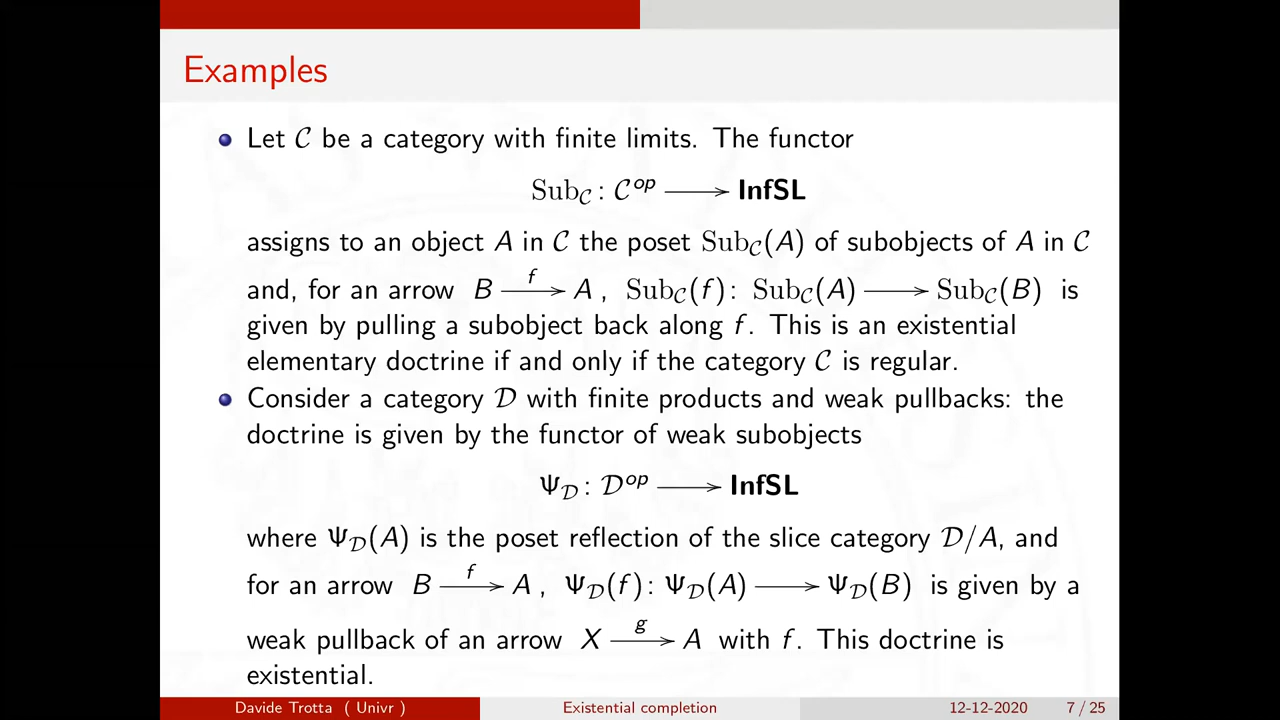 Examples
Let 𝒞 be a category with finite limits. The functor
Sub_𝒞 : 𝒞^op ⟶ InfSL
assigns to an object A in 𝒞 the poset Sub_𝒞(A) of subobjects of A in 𝒞
and, for an arrow B —f→ A , Sub_𝒞(f) : Sub_𝒞(A) ⟶ Sub_𝒞(B) is
given by pulling a subobject back along f. This is an existential
elementary doctrine if and only if the category 𝒞 is regular.
Consider a category 𝒟 with finite products and weak pullbacks: the
doctrine is given by the functor of weak subobjects
Ψ_𝒟 : 𝒟^op ⟶ InfSL
where Ψ_𝒟(A) is the poset reflection of the slice category 𝒟/A, and
for an arrow B —f→ A , Ψ_𝒟(f) : Ψ_𝒟(A) ⟶ Ψ_𝒟(B) is given by a
weak pullback of an arrow X —g→ A with f. This doctrine is
existential.
Davide Trotta ( Univr ) Existential completion 12-12-2020 7 / 25